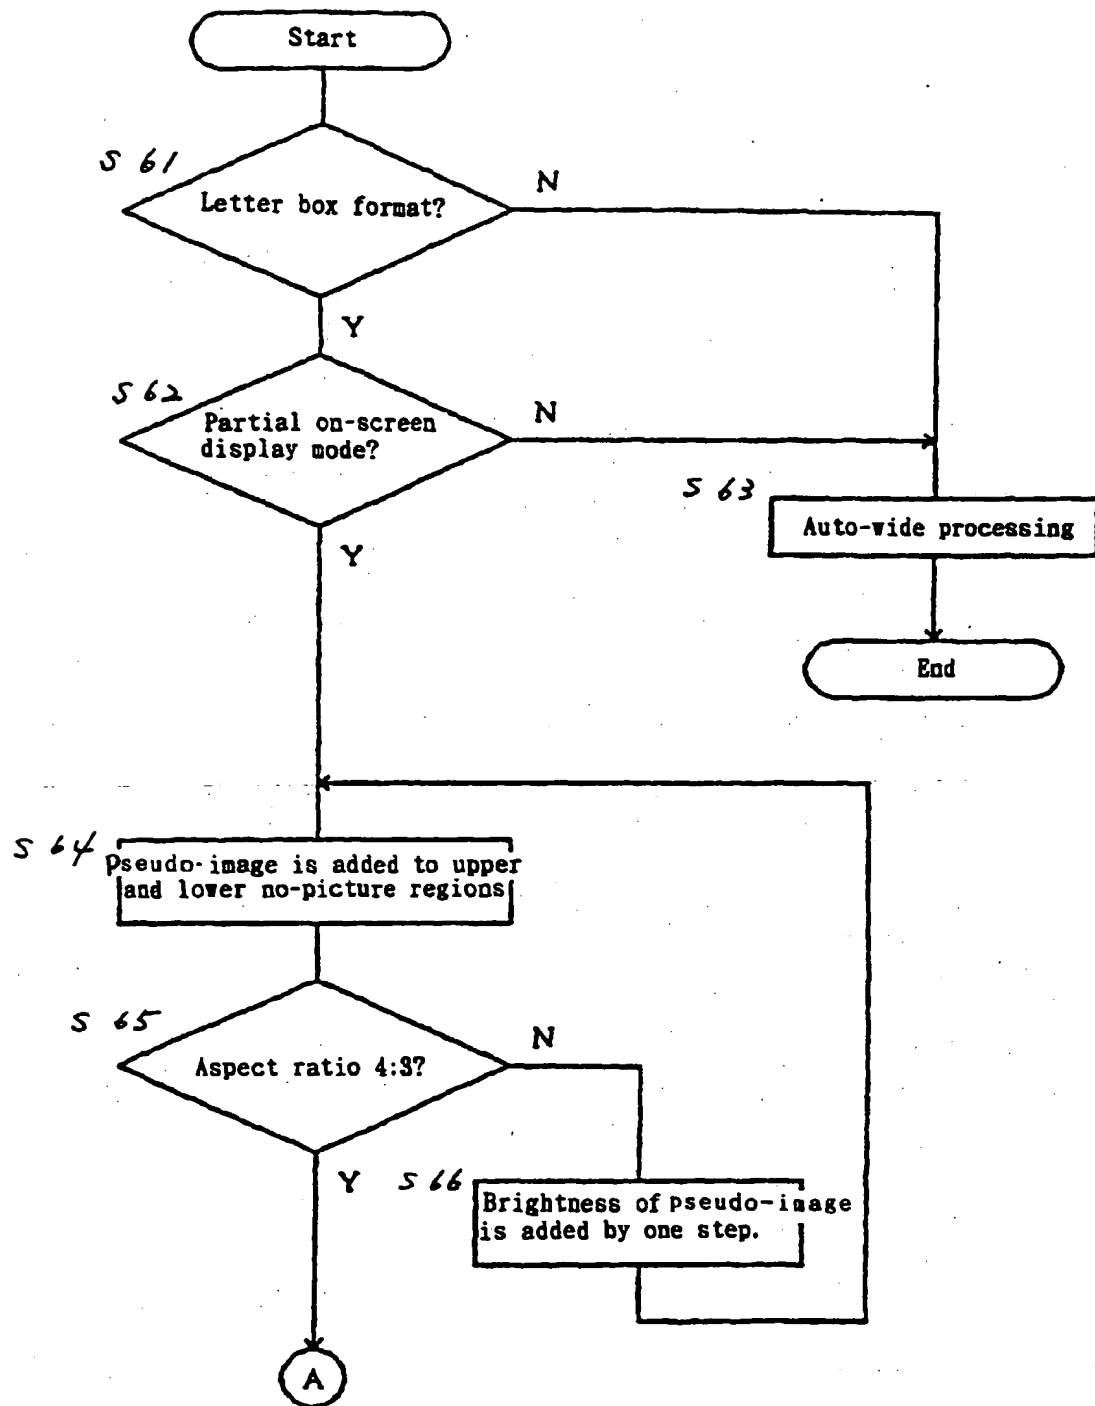 Start
S 61
Letter box format?
N
Y
S 62
Partial on-screen
display mode?
N
S 63
Auto-wide processing
Y
End
S 64
Pseudo-image is added to upper
and lower no-picture regions
S 65
Aspect ratio 4:3?
N
Y
S 66
Brightness of pseudo-image
is added by one step.
A